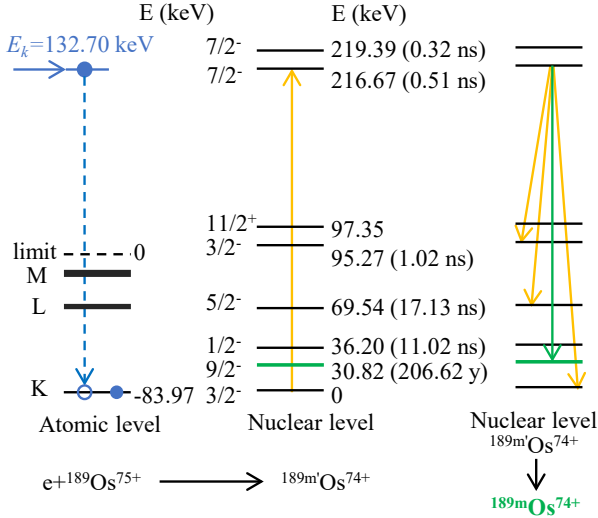 E (keV) E (keV)
E_k=132.70 keV
7/2⁻ 219.39 (0.32 ns)
7/2⁻ 216.67 (0.51 ns)
11/2⁺ 97.35
3/2⁻ 95.27 (1.02 ns)
limit 0
M
L
5/2⁻ 69.54 (17.13 ns)
1/2⁻ 36.20 (11.02 ns)
9/2⁻ 30.82 (206.62 y)
K -83.97 3/2⁻ 0
Atomic level Nuclear level Nuclear level
¹⁸⁹ᵐ'Os⁷⁴⁺
e+¹⁸⁹Os⁷⁵⁺ ¹⁸⁹ᵐ'Os⁷⁴⁺
¹⁸⁹ᵐOs⁷⁴⁺